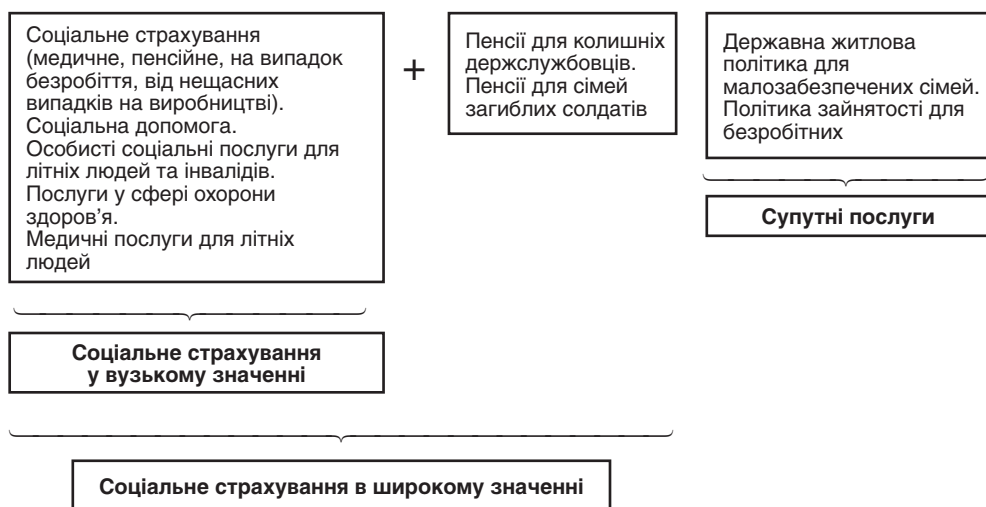 Соціальне страхування
(медичне, пенсійне, на випадок
безробіття, від нещасних
випадків на виробництві).
Соціальна допомога.
Особисті соціальні послуги для
літніх людей та інвалідів.
Послуги у сфері охорони
здоров’я.
Медичні послуги для літніх
людей
+
Пенсії для колишніх
держслужбовців.
Пенсії для сімей
загиблих солдатів
Державна житлова
політика для
малозабезпечених сімей.
Політика зайнятості для
безробітних
Супутні послуги
Соціальне страхування
у вузькому значенні
Соціальне страхування в широкому значенні